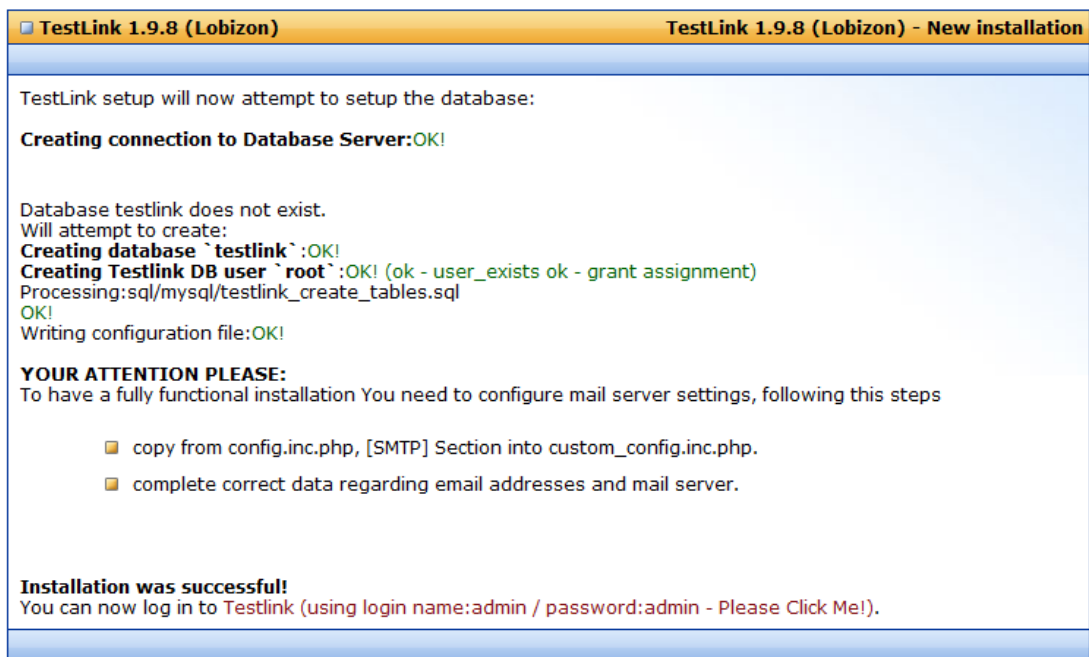 TestLink 1.9.8 (Lobizon) TestLink 1.9.8 (Lobizon) - New installation
TestLink setup will now attempt to setup the database:
Creating connection to Database Server:OK!
Database testlink does not exist.
Will attempt to create:
Creating database `testlink`:OK!
Creating Testlink DB user `root`:OK! (ok - user_exists ok - grant assignment)
Processing:sql/mysql/testlink_create_tables.sql
OK!
Writing configuration file:OK!
YOUR ATTENTION PLEASE:
To have a fully functional installation You need to configure mail server settings, following this steps
copy from config.inc.php, [SMTP] Section into custom_config.inc.php.
complete correct data regarding email addresses and mail server.
Installation was successful!
You can now log in to Testlink (using login name:admin / password:admin - Please Click Me!).